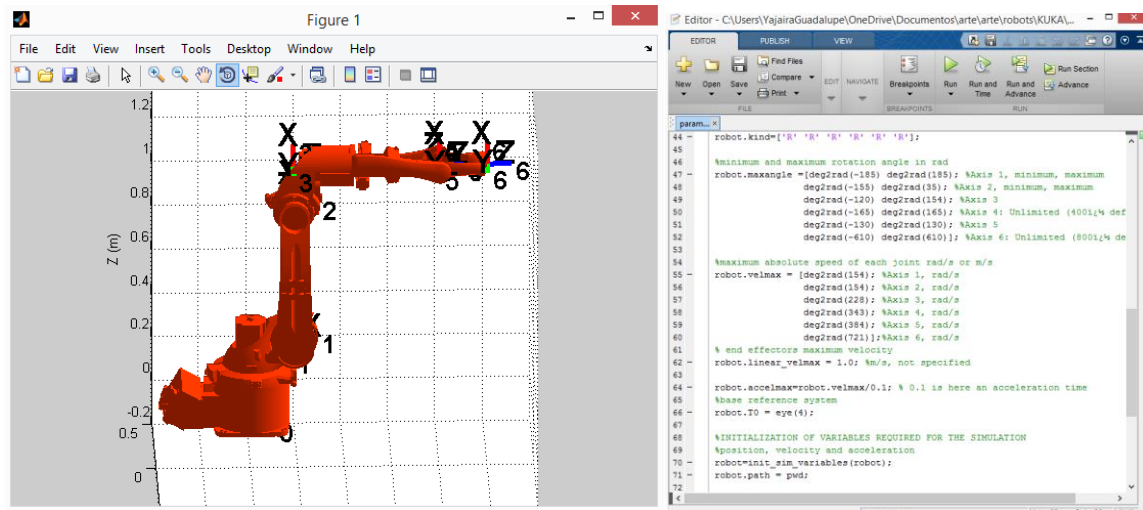 Figure 1
File Edit View Insert Tools Desktop Window Help
1.2
1
0.8
0.6
0.4
0.2
0
-0.2
0.5
0
Z (m)
X
X
X
3
5
6
6
2
X
1
0
Editor - C:\Users\YajairaGuadalupe\OneDrive\Documentos\arte\arte\robots\KUKA\...
EDITOR PUBLISH VIEW
New Open Save
Find Files
Compare
Print
FILE
EDIT NAVIGATE
Breakpoints
BREAKPOINTS
Run Run and Time Run and Advance
Run Section
Advance
RUN
param... ×
44 - robot.kind=['R' 'R' 'R' 'R' 'R' 'R'];
45
46 %minimum and maximum rotation angle in rad
47 - robot.maxangle =[deg2rad(-185) deg2rad(185); %Axis 1, minimum, maximum
48 deg2rad(-155) deg2rad(35); %Axis 2, minimum, maximum
49 deg2rad(-120) deg2rad(154); %Axis 3
50 deg2rad(-165) deg2rad(165); %Axis 4: Unlimited (400ï¿½ def
51 deg2rad(-130) deg2rad(130); %Axis 5
52 deg2rad(-610) deg2rad(610)]; %Axis 6: Unlimited (800ï¿½ de
53
54 %maximum absolute speed of each joint rad/s or m/s
55 - robot.velmax = [deg2rad(154); %Axis 1, rad/s
56 deg2rad(154); %Axis 2, rad/s
57 deg2rad(228); %Axis 3, rad/s
58 deg2rad(343); %Axis 4, rad/s
59 deg2rad(384); %Axis 5, rad/s
60 deg2rad(721)];%Axis 6, rad/s
61 % end effectors maximum velocity
62 - robot.linear_velmax = 1.0; %m/s, not specified
63
64 - robot.accelmax=robot.velmax/0.1; % 0.1 is here an acceleration time
65 %base reference system
66 - robot.T0 = eye(4);
67
68 %INITIALIZATION OF VARIABLES REQUIRED FOR THE SIMULATION
69 %position, velocity and acceleration
70 - robot=init_sim_variables(robot);
71 - robot.path = pwd;
72